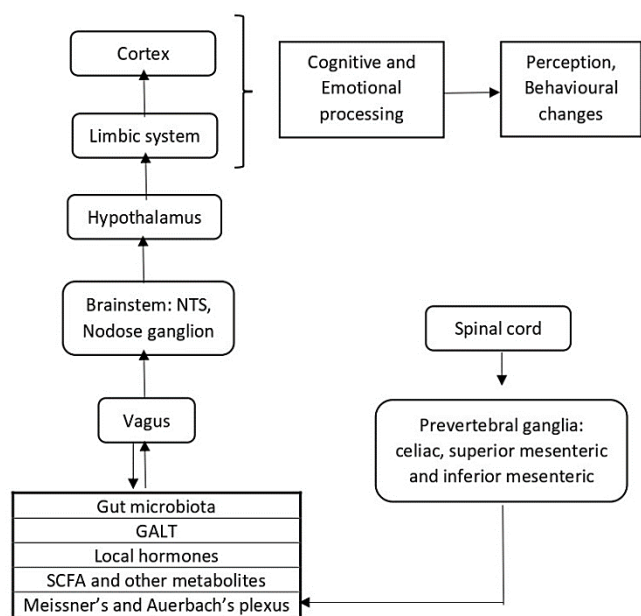 Cortex
Limbic system
Hypothalamus
Brainstem: NTS,
Nodose ganglion
Vagus
Gut microbiota
GALT
Local hormones
SCFA and other metabolites
Meissner's and Auerbach's plexus
Cognitive and
Emotional
processing
Perception,
Behavioural
changes
Spinal cord
Prevertebral ganglia:
celiac, superior mesenteric
and inferior mesenteric